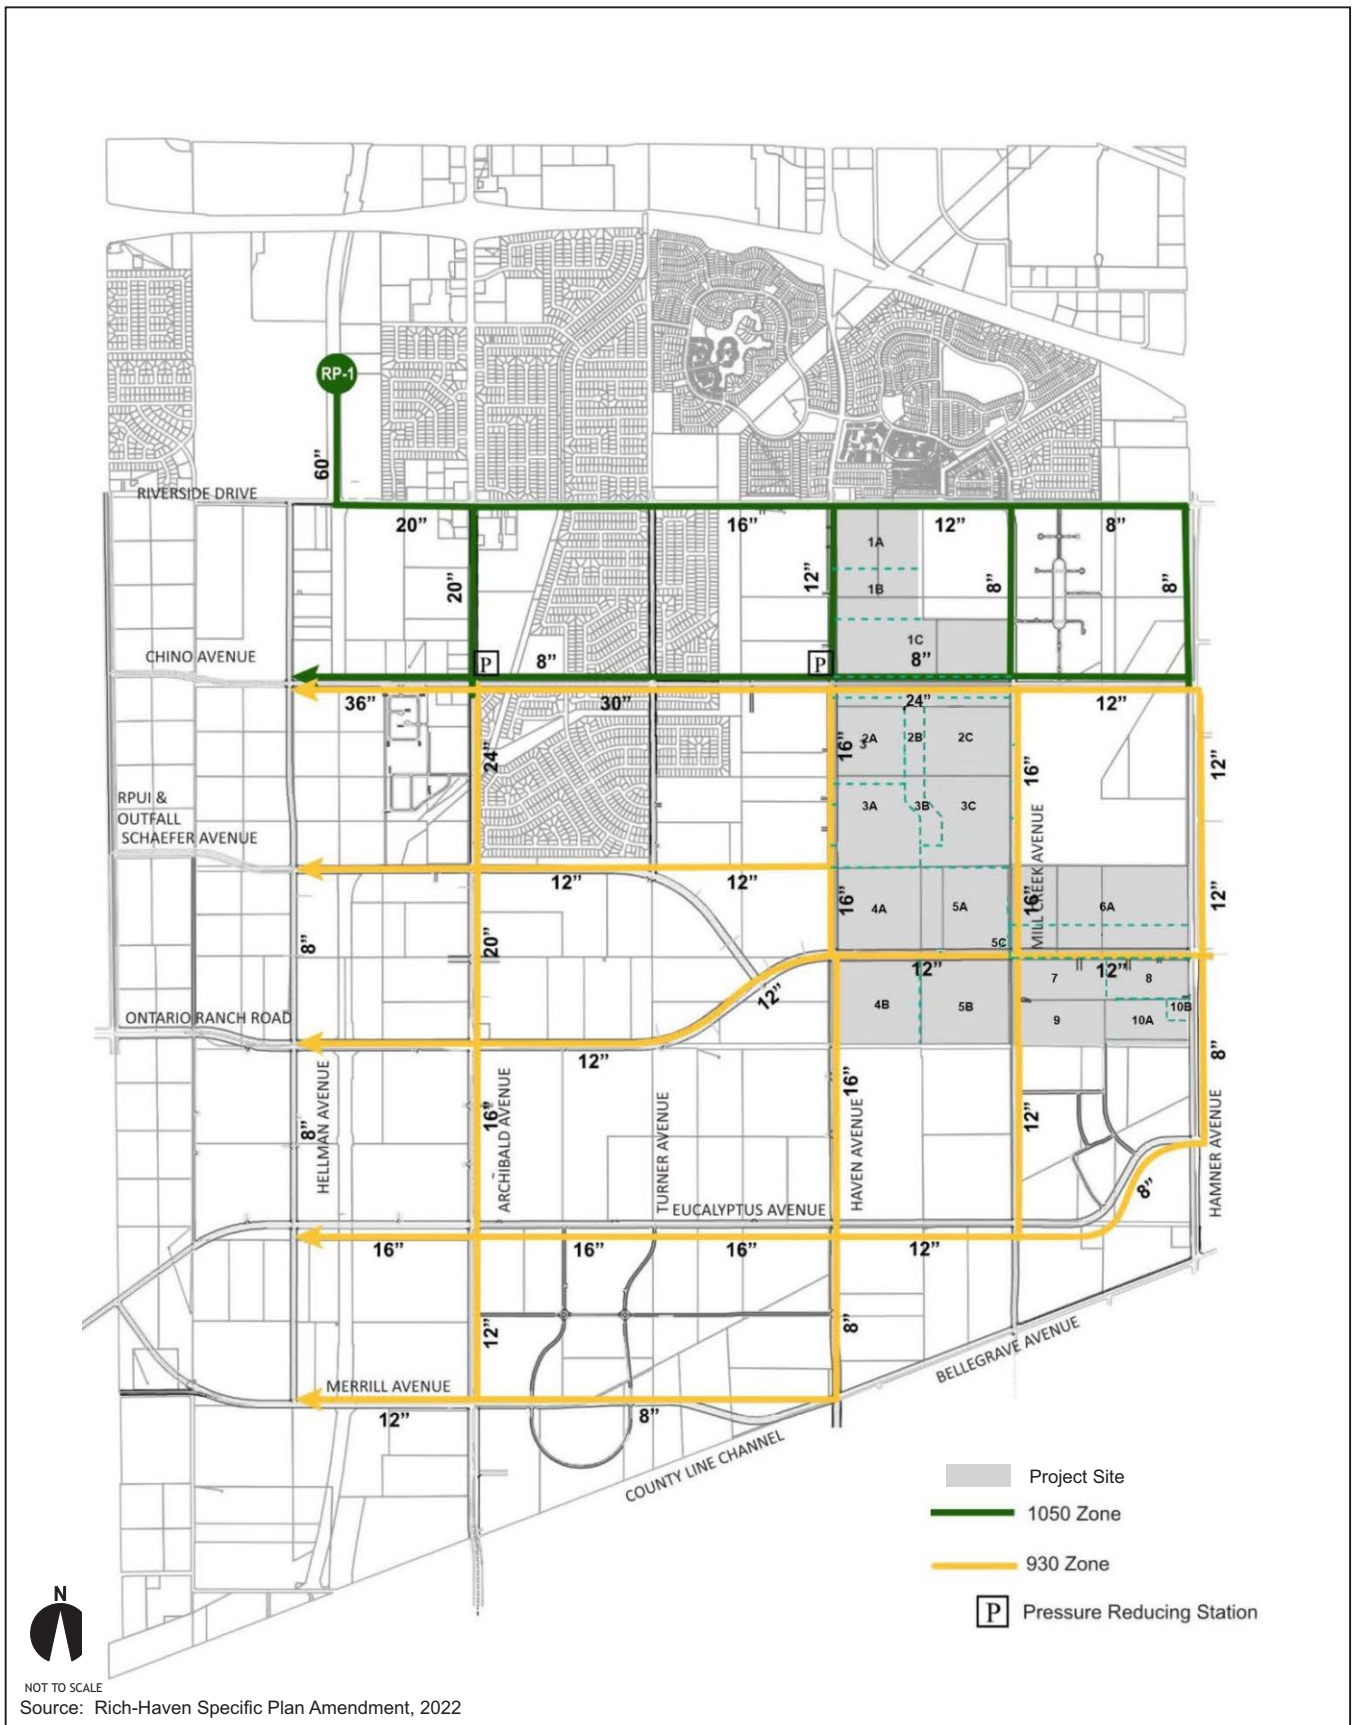 RP-1
60”
RIVERSIDE DRIVE
20”
16”
12”
8”
1A
20”
12”
1B
8”
8”
1C
CHINO AVENUE
P
8”
P
8”
36”
30”
24”
12”
24”
16”
2A
3
2B
2C
16”
12”
RPUI &
OUTFALL
SCHAEFER AVENUE
3A
3B
3C
MILL CREEK AVENUE
12”
12”
16”
4A
5A
16”
6A
12”
8”
20”
5C
12”
12”
12”
7
8
4B
5B
9
10A
10B
ONTARIO RANCH ROAD
12”
8”
HELLMAN AVENUE
8”
ARCHIBALD AVENUE
16”
TURNER AVENUE
16”
HAVEN AVENUE
12”
HAMNER AVENUE
8”
EUCALYPTUS AVENUE
16”
16”
16”
12”
12”
8”
BELLEGRAVE AVENUE
MERRILL AVENUE
12”
8”
COUNTY LINE CHANNEL
Project Site
1050 Zone
930 Zone
P Pressure Reducing Station
N
NOT TO SCALE
Source: Rich-Haven Specific Plan Amendment, 2022